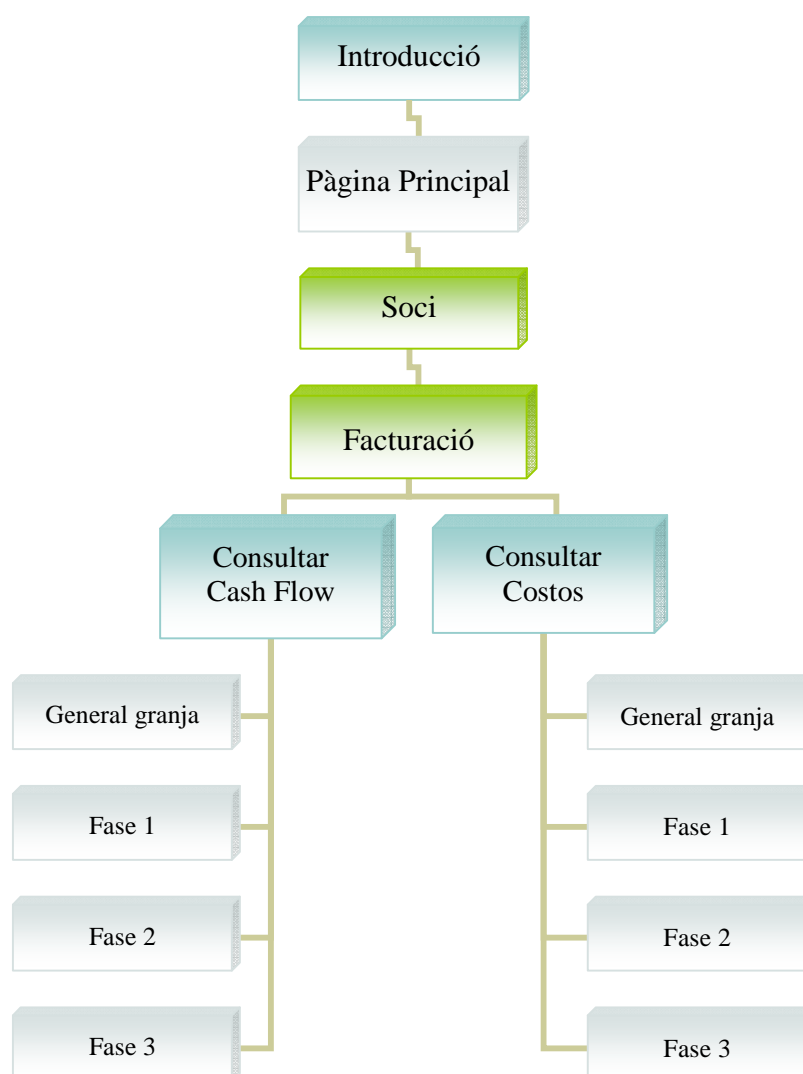 Introducció
Pàgina Principal
Soci
Facturació
Consultar
Cash Flow
Consultar
Costos
General granja
General granja
Fase 1
Fase 1
Fase 2
Fase 2
Fase 3
Fase 3